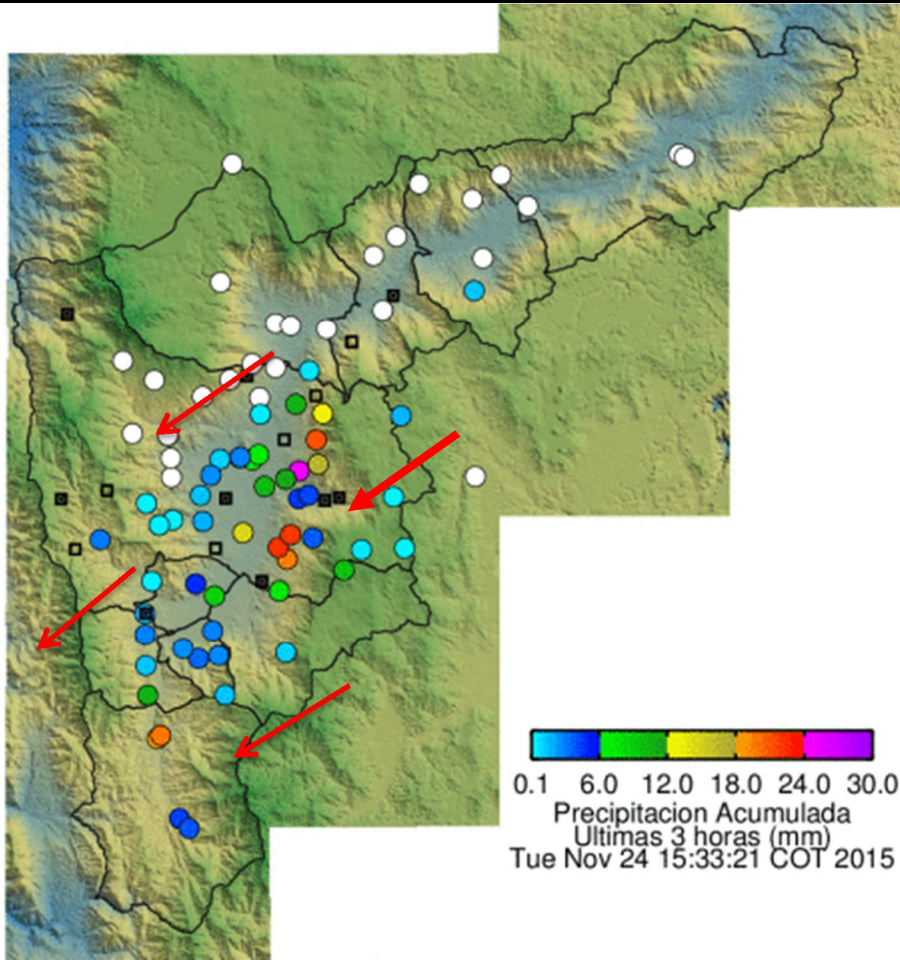 0.1 6.0 12.0 18.0 24.0 30.0
Precipitacion Acumulada
Ultimas 3 horas (mm)
Tue Nov 24 15:33:21 COT 2015